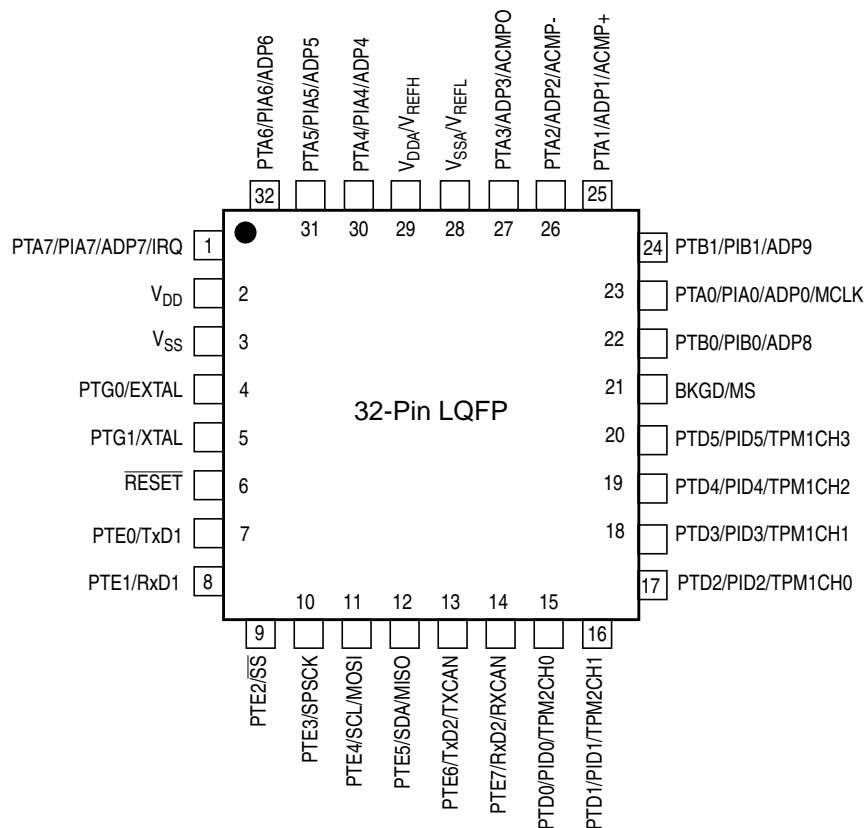 PTA6/PIA6/ADP6
PTA5/PIA5/ADP5
PTA4/PIA4/ADP4
VDDA/VREFH
VSSA/VREFL
PTA3/ADP3/ACMPO
PTA2/ADP2/ACMP-
PTA1/ADP1/ACMP+
32
31
30
29
28
27
26
25
PTA7/PIA7/ADP7/IRQ
1
24
PTB1/PIB1/ADP9
VDD
2
23
PTA0/PIA0/ADP0/MCLK
VSS
3
22
PTB0/PIB0/ADP8
PTG0/EXTAL
4
21
BKGD/MS
32-Pin LQFP
PTG1/XTAL
5
20
PTD5/PID5/TPM1CH3
RESET
6
19
PTD4/PID4/TPM1CH2
PTE0/TxD1
7
18
PTD3/PID3/TPM1CH1
PTE1/RxD1
8
17
PTD2/PID2/TPM1CH0
9
10
11
12
13
14
15
16
PTE2/SS
PTE3/SPSCK
PTE4/SCL/MOSI
PTE5/SDA/MISO
PTE6/TxD2/TXCAN
PTE7/RxD2/RXCAN
PTD0/PID0/TPM2CH0
PTD1/PID1/TPM2CH1